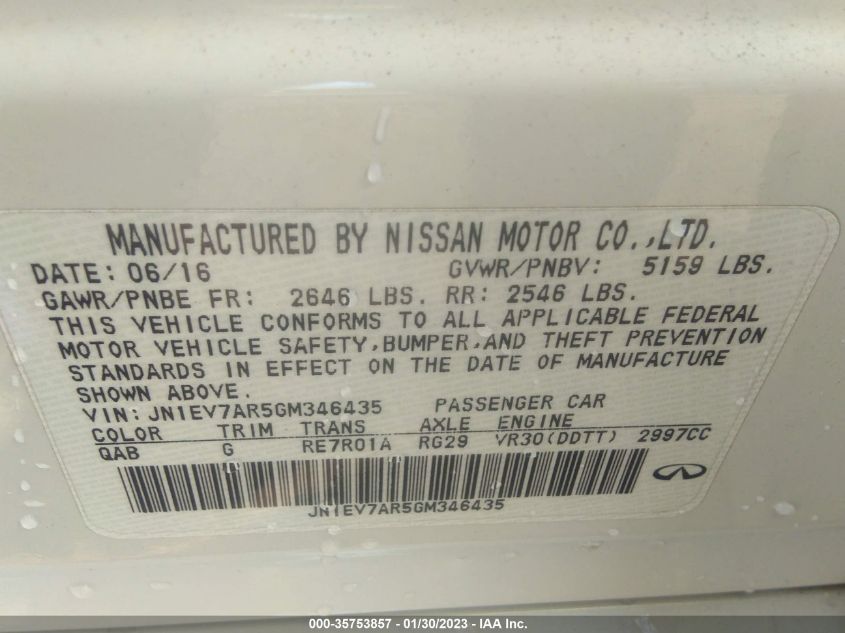 MANUFACTURED BY NISSAN MOTOR CO.,LTD.
DATE: 06/16 GVWR/PNBV: 5159 LBS.
GAWR/PNBE FR: 2646 LBS. RR: 2546 LBS.
THIS VEHICLE CONFORMS TO ALL APPLICABLE FEDERAL
MOTOR VEHICLE SAFETY,BUMPER,AND THEFT PREVENTION
STANDARDS IN EFFECT ON THE DATE OF MANUFACTURE
SHOWN ABOVE.
VIN: JN1EV7AR5GM346435 PASSENGER CAR
COLOR TRIM TRANS AXLE ENGINE
QAB G RE7R01A RG29 VR30(DDTT) 2997CC
JN1EV7AR5GM346435
000-35753857 - 01/30/2023 - IAA Inc.